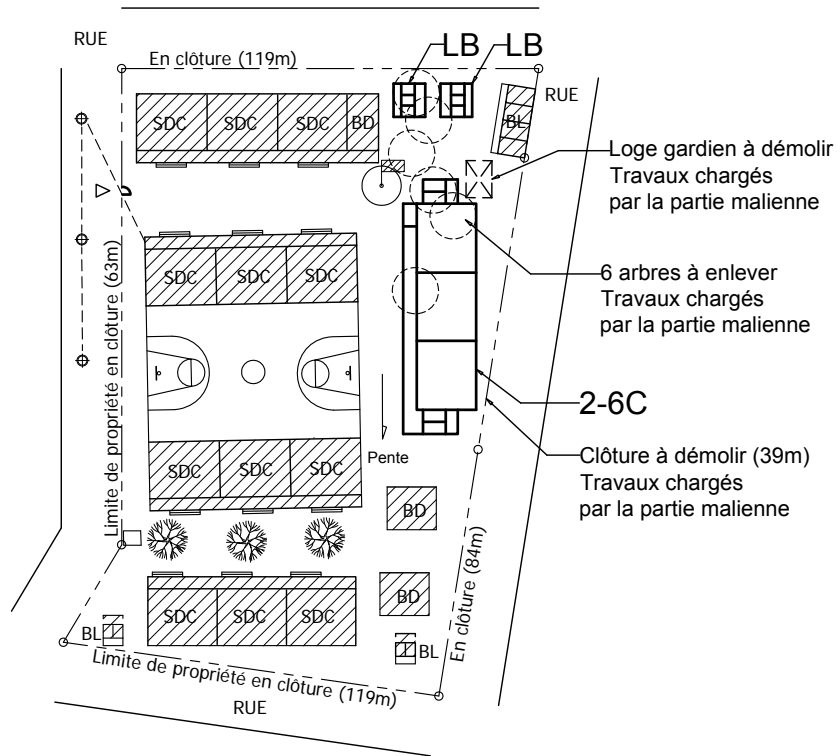 LB LB
RUE
En clôture (119m)
RUE
SDC SDC SDC BD
BL
Loge gardien à démolir
Travaux chargés
par la partie malienne
SDC SDC SDC
6 arbres à enlever
Travaux chargés
par la partie malienne
Limite de propriété en clôture (63m)
2-6C
Pente
Clôture à démolir (39m)
Travaux chargés
par la partie malienne
SDC SDC SDC
BD
En clôture (84m)
BD
SDC SDC SDC
BL
BL
Limite de propriété en clôture (119m)
RUE